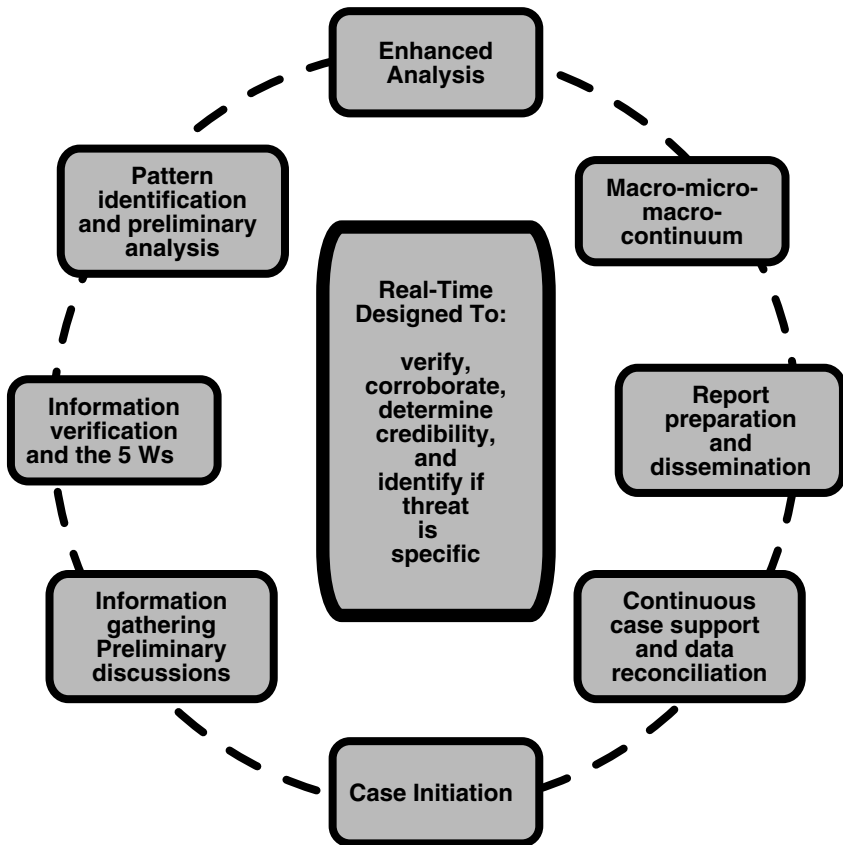 Enhanced
Analysis
Pattern
identification
and preliminary
analysis
Macro-micro-
macro-
continuum
Real-Time
Designed To:
verify,
corroborate,
determine
credibility,
and
identify if
threat
is
specific
Information
verification
and the 5 Ws
Report
preparation
and
dissemination
Information
gathering
Preliminary
discussions
Continuous
case support
and data
reconciliation
Case Initiation